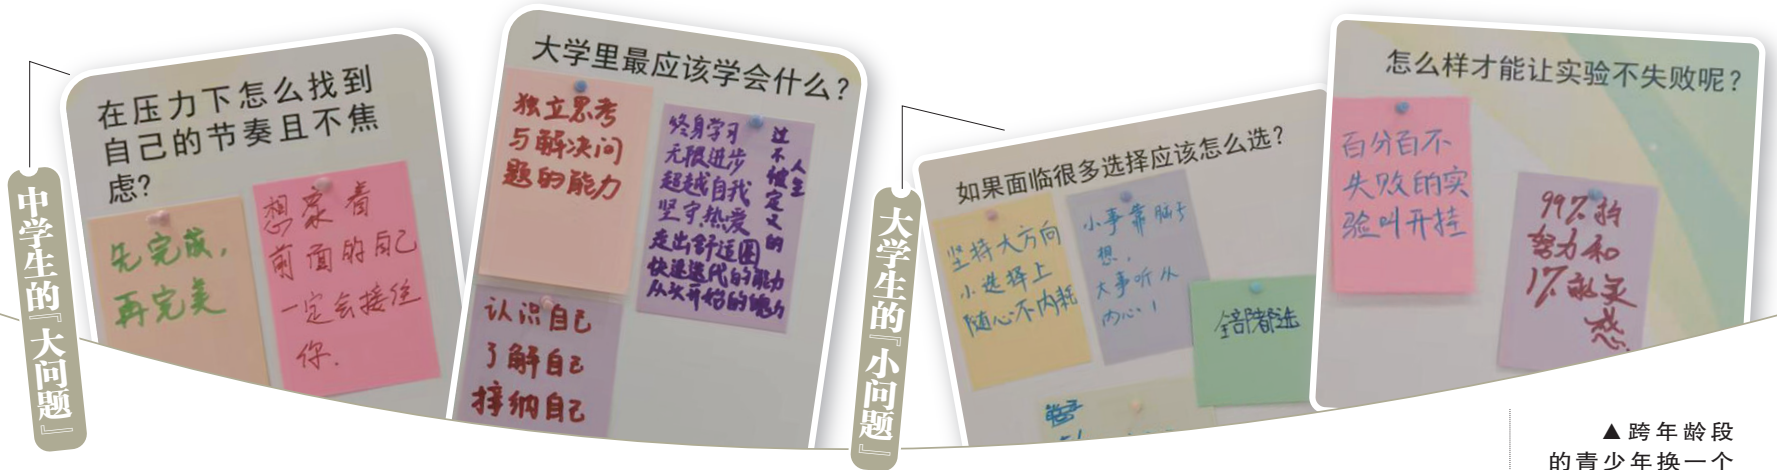 中学生的『大问题』
在压力下怎么找到
自己的节奏且不焦
虑?
先完成,
再完美
想象着
前面的自己
一定会接住
你.
大学里最应该学会什么?
独立思考
与解决问
题的能力
终身学习
无限进步
超越自我
坚守热爱
走出舒适圈
快速迭代的能力
从头开始的魄力
过不被定义的
人生
认识自己
了解自己
接纳自己
大学生的『小问题』
如果面临很多选择应该怎么选?
坚持大方向
小选择上
随心不内耗
小事靠脑子
想,
大事听从
内心!
全部都选
怎么样才能让实验不失败呢?
百分百不
失败的实
验叫开挂
99%的
努力和
1%的灵
感.
▲跨年龄段
的青少年换一个